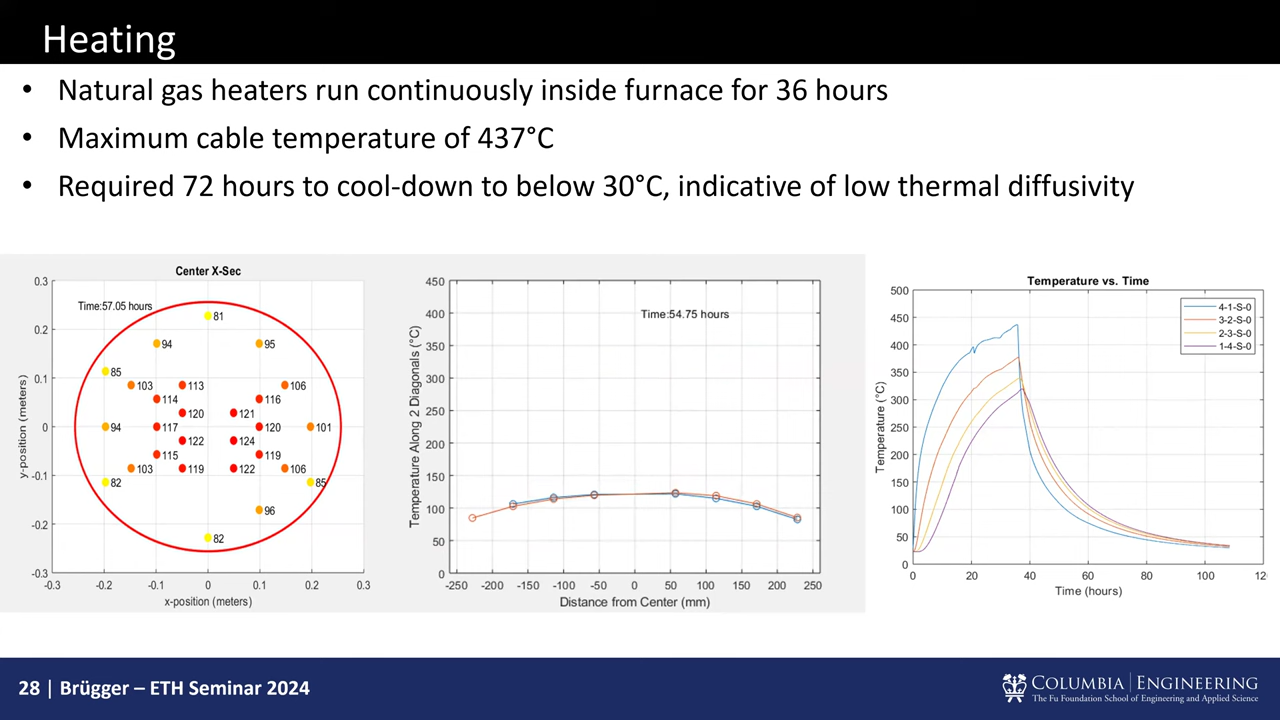 Heating
• Natural gas heaters run continuously inside furnace for 36 hours
• Maximum cable temperature of 437°C
• Required 72 hours to cool-down to below 30°C, indicative of low thermal diffusivity
Center X-Sec
Time:57.05 hours
0.3
0.2
0.1
0
-0.1
-0.2
-0.3
y-position (meters)
81
94 95
85
103 113 106
114 116
120 121
94 117 120 101
122 124
115 119
103 119 122 106
82 85
96
82
-0.3 -0.2 -0.1 0 0.1 0.2 0.3
x-position (meters)
450
400
350
300
250
200
150
100
50
0
Temperature Along 2 Diagonals (°C)
Time:54.75 hours
-250 -200 -150 -100 -50 0 50 100 150 200 250
Distance from Center (mm)
Temperature vs. Time
500
450
400
350
300
250
200
150
100
50
0
Temperature (°C)
4-1-S-0
3-2-S-0
2-3-S-0
1-4-S-0
0 20 40 60 80 100 12
Time (hours)
28 | Brügger – ETH Seminar 2024
COLUMBIA | ENGINEERING
The Fu Foundation School of Engineering and Applied Science